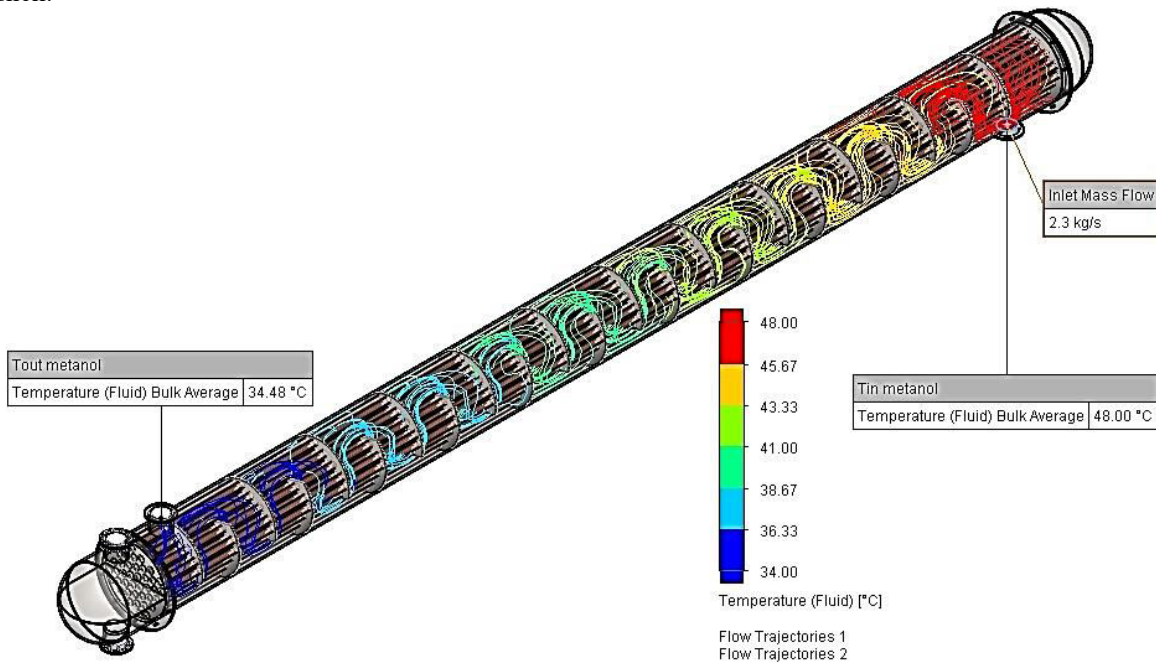 Inlet Mass Flow
2.3 kg/s
Tout metanol
Temperature (Fluid) Bulk Average 34.48 °C
48.00
45.67
43.33
41.00
38.67
36.33
34.00
Temperature (Fluid) [°C]
Flow Trajectories 1
Flow Trajectories 2
Tin metanol
Temperature (Fluid) Bulk Average 48.00 °C